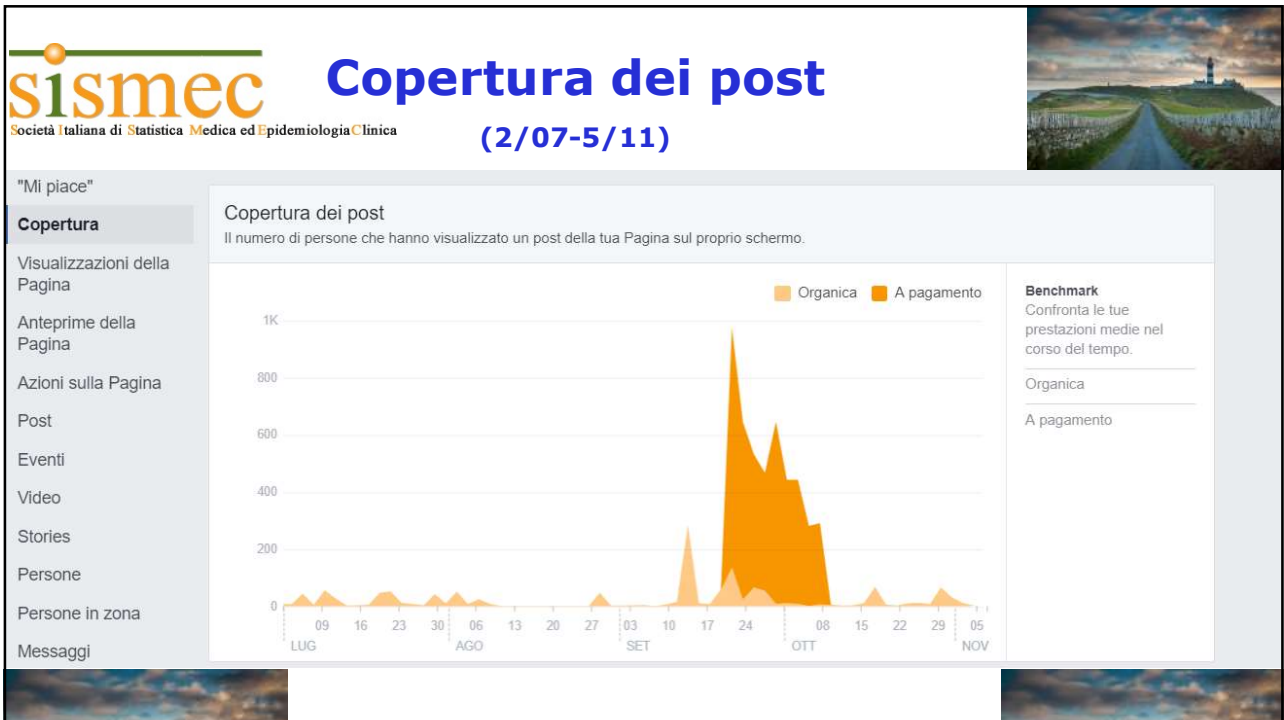 sismec
Società Italiana di Statistica Medica ed Epidemiologia Clinica
Copertura dei post
(2/07-5/11)
"Mi piace"
Copertura
Visualizzazioni della
Pagina
Anteprime della
Pagina
Azioni sulla Pagina
Post
Eventi
Video
Stories
Persone
Persone in zona
Messaggi
Copertura dei post
Il numero di persone che hanno visualizzato un post della tua Pagina sul proprio schermo.
Organica A pagamento
1K
800
600
400
200
0
09 16 23 30 06 13 20 27 03 10 17 24 08 15 22 29 05
LUG AGO SET OTT NOV
Benchmark
Confronta le tue
prestazioni medie nel
corso del tempo.
Organica
A pagamento